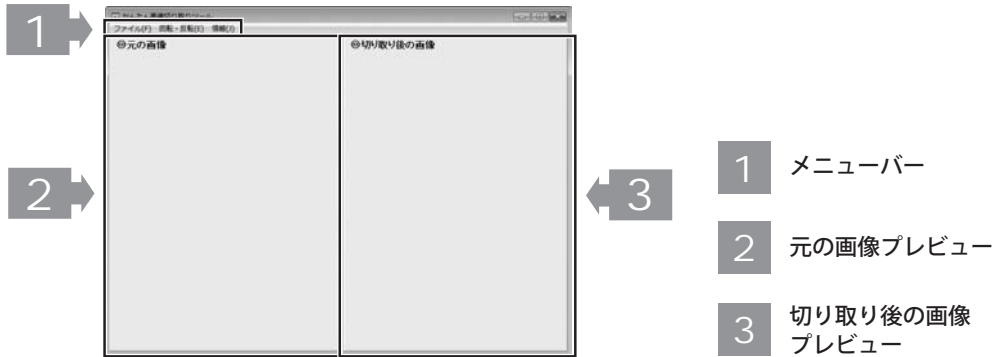 1
ファイル(F) 回転・反転(E) 情報(J)
◎元の画像
◎切り取り後の画像
2
3
1 メニューバー
2 元の画像プレビュー
3 切り取り後の画像
プレビュー